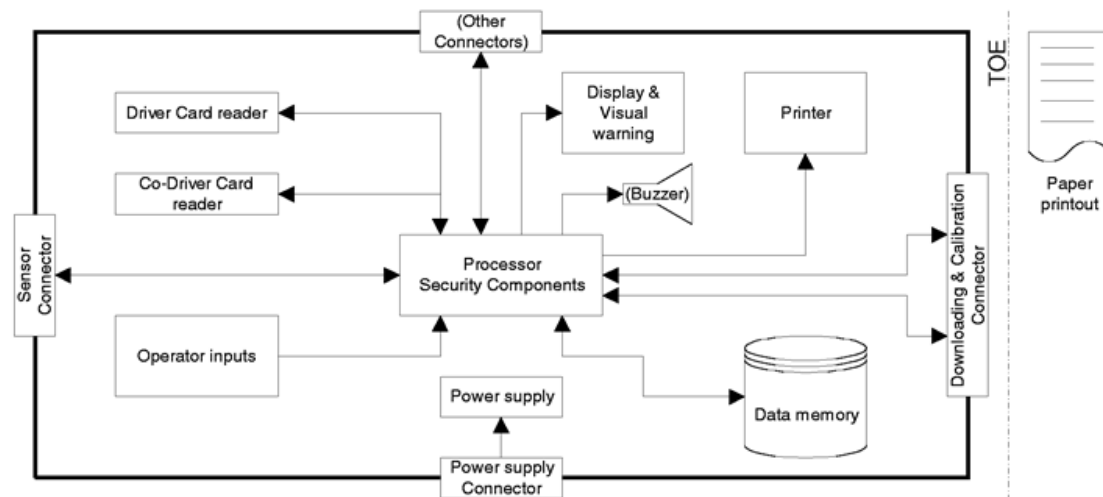 (Other
Connectors)
TOE
Driver Card reader
Display &
Visual
warning
Printer
Co-Driver Card
reader
(Buzzer)
Paper
printout
Sensor
Connector
Processor
Security Components
Downloading & Calibration
Connector
Operator inputs
Power supply
Data memory
Power supply
Connector